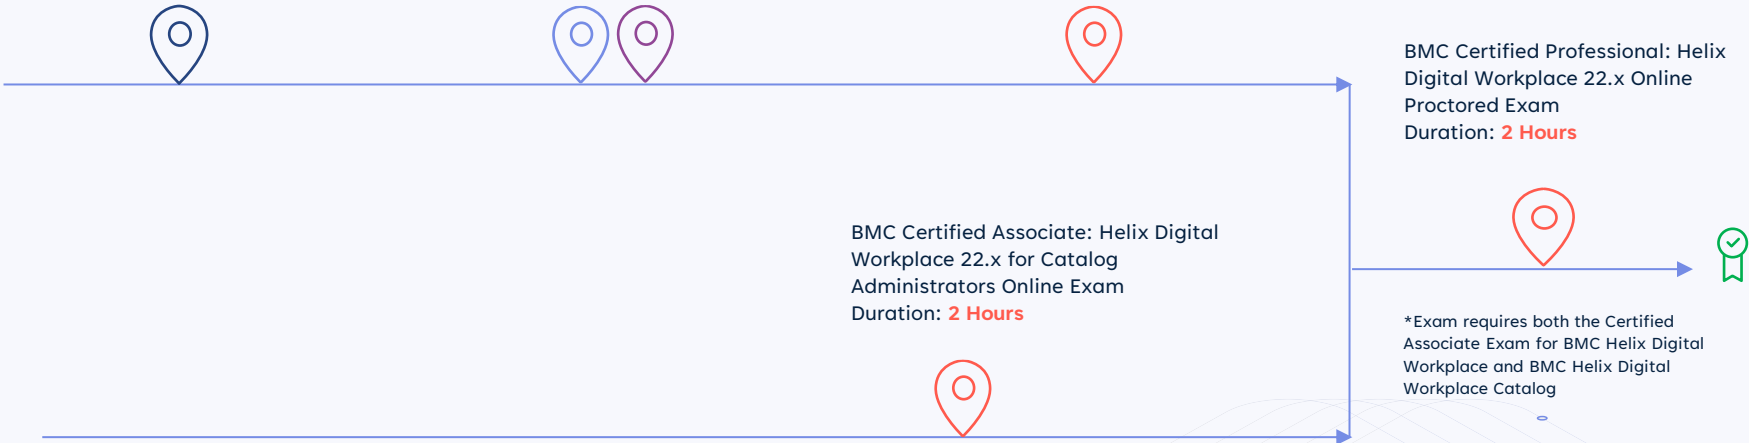 BMC Certified Professional: Helix
Digital Workplace 22.x Online
Proctored Exam
Duration: 2 Hours
BMC Certified Associate: Helix Digital
Workplace 22.x for Catalog
Administrators Online Exam
Duration: 2 Hours
*Exam requires both the Certified
Associate Exam for BMC Helix Digital
Workplace and BMC Helix Digital
Workplace Catalog